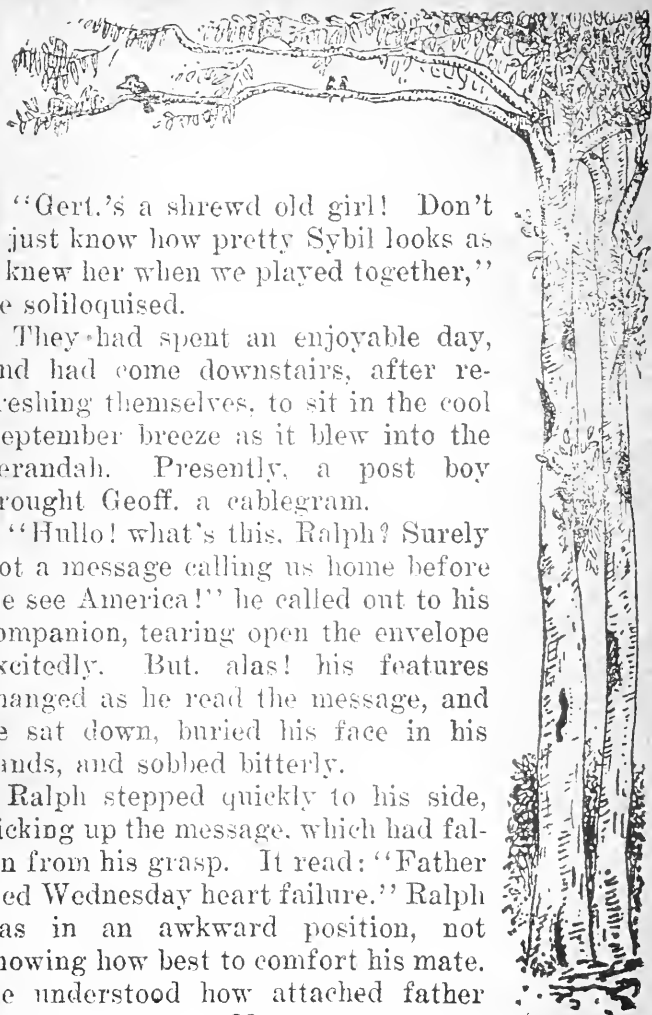 "Gert.'s a shrewd old girl! Don't
just know how pretty Sybil looks as
knew her when we played together,"
e soliloquised.
They had spent an enjoyable day,
nd had come downstairs, after re-
reshing themselves, to sit in the cool
eptember breeze as it blew into the
erandah. Presently, a post boy
rought Geoff. a cablegram.
"Hullo! what's this, Ralph? Surely
ot a message calling us home before
e see America!" he called out to his
ompanion, tearing open the envelope
xcitedly. But, alas! his features
hanged as he read the message, and
e sat down, buried his face in his
ands, and sobbed bitterly.
Ralph stepped quickly to his side,
icking up the message, which had fal-
n from his grasp. It read: "Father
ed Wednesday heart failure." Ralph
as in an awkward position, not
nowing how best to comfort his mate.
e understood how attached father